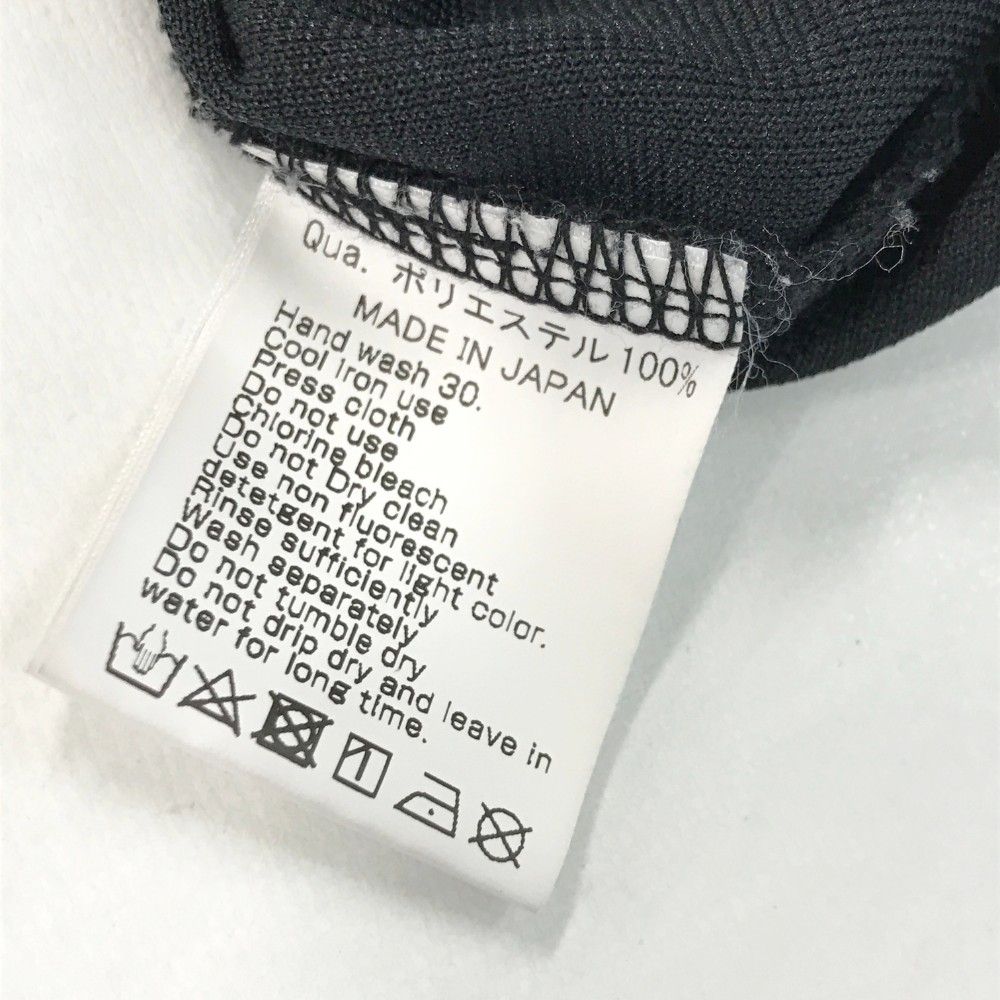 Qua. ポリエステル 100%
MADE IN JAPAN
Hand wash 30.
Cool Iron use
Press cloth
Do not use
Chlorine bleach
Do not Dry clean
Use non fluorescent
detetgent for light color.
Rinse sufficiently
Wash separately
Do not tumble dry
Do not drip dry and leave in
water for long time.